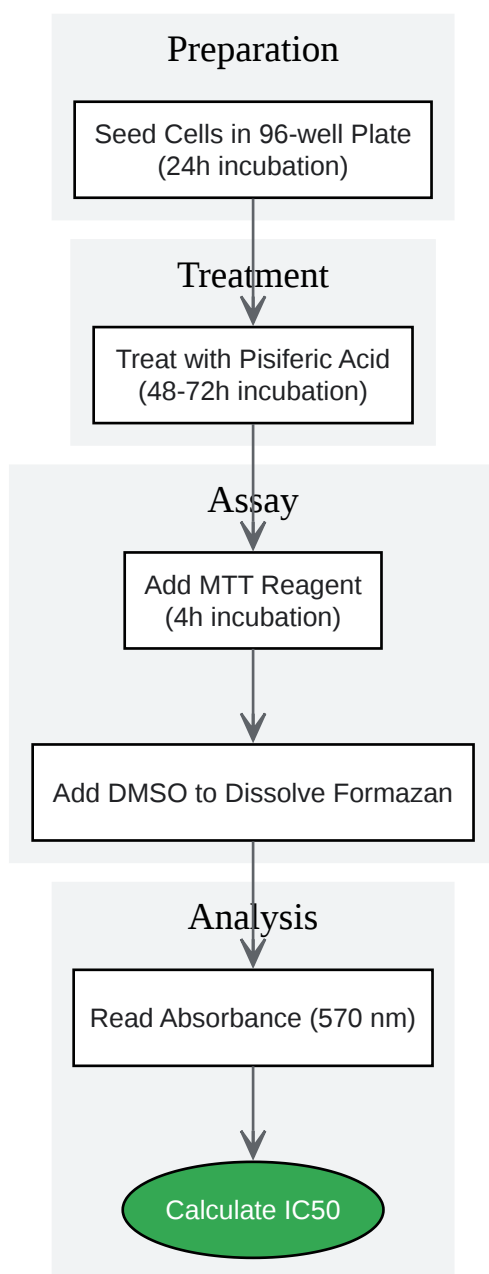 Preparation
Seed Cells in 96-well Plate
(24h incubation)
Treatment
Treat with Pisiferic Acid
(48-72h incubation)
Assay
Add MTT Reagent
(4h incubation)
Add DMSO to Dissolve Formazan
Analysis
Read Absorbance (570 nm)
Calculate IC50